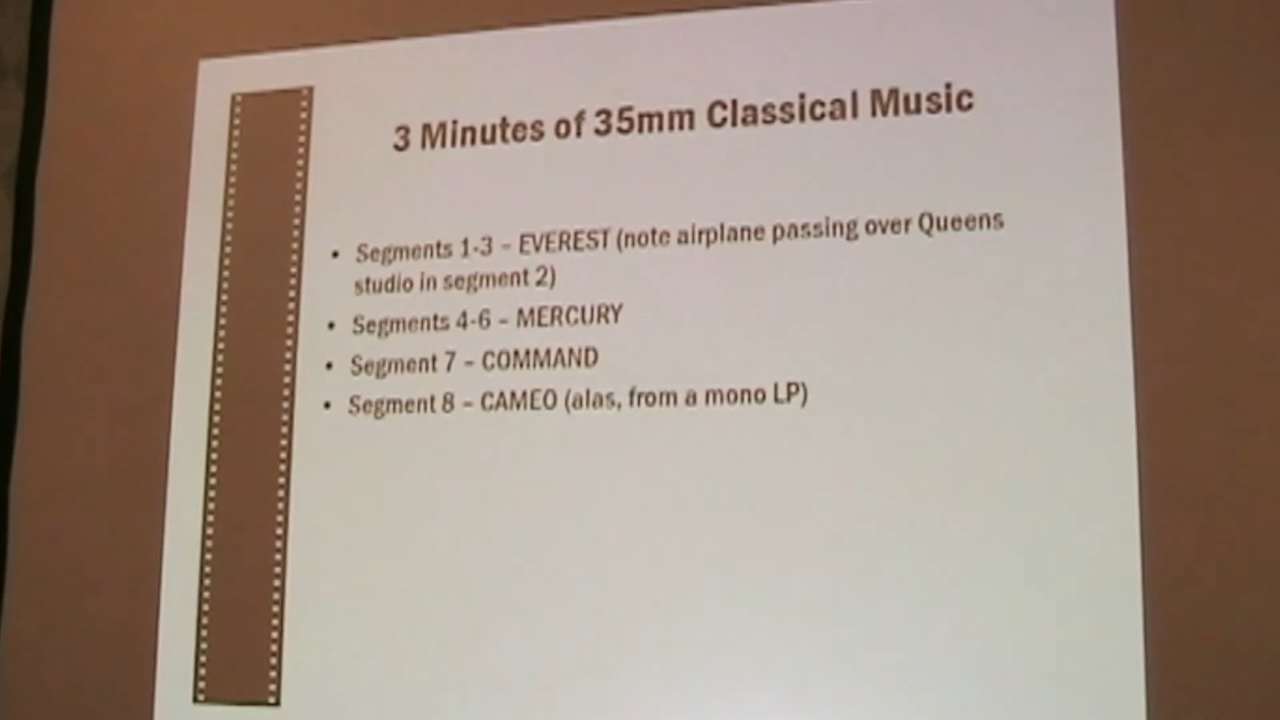 3 Minutes of 35mm Classical Music
• Segments 1-3 – EVEREST (note airplane passing over Queens
studio in segment 2)
• Segments 4-6 – MERCURY
• Segment 7 – COMMAND
• Segment 8 – CAMEO (alas, from a mono LP)